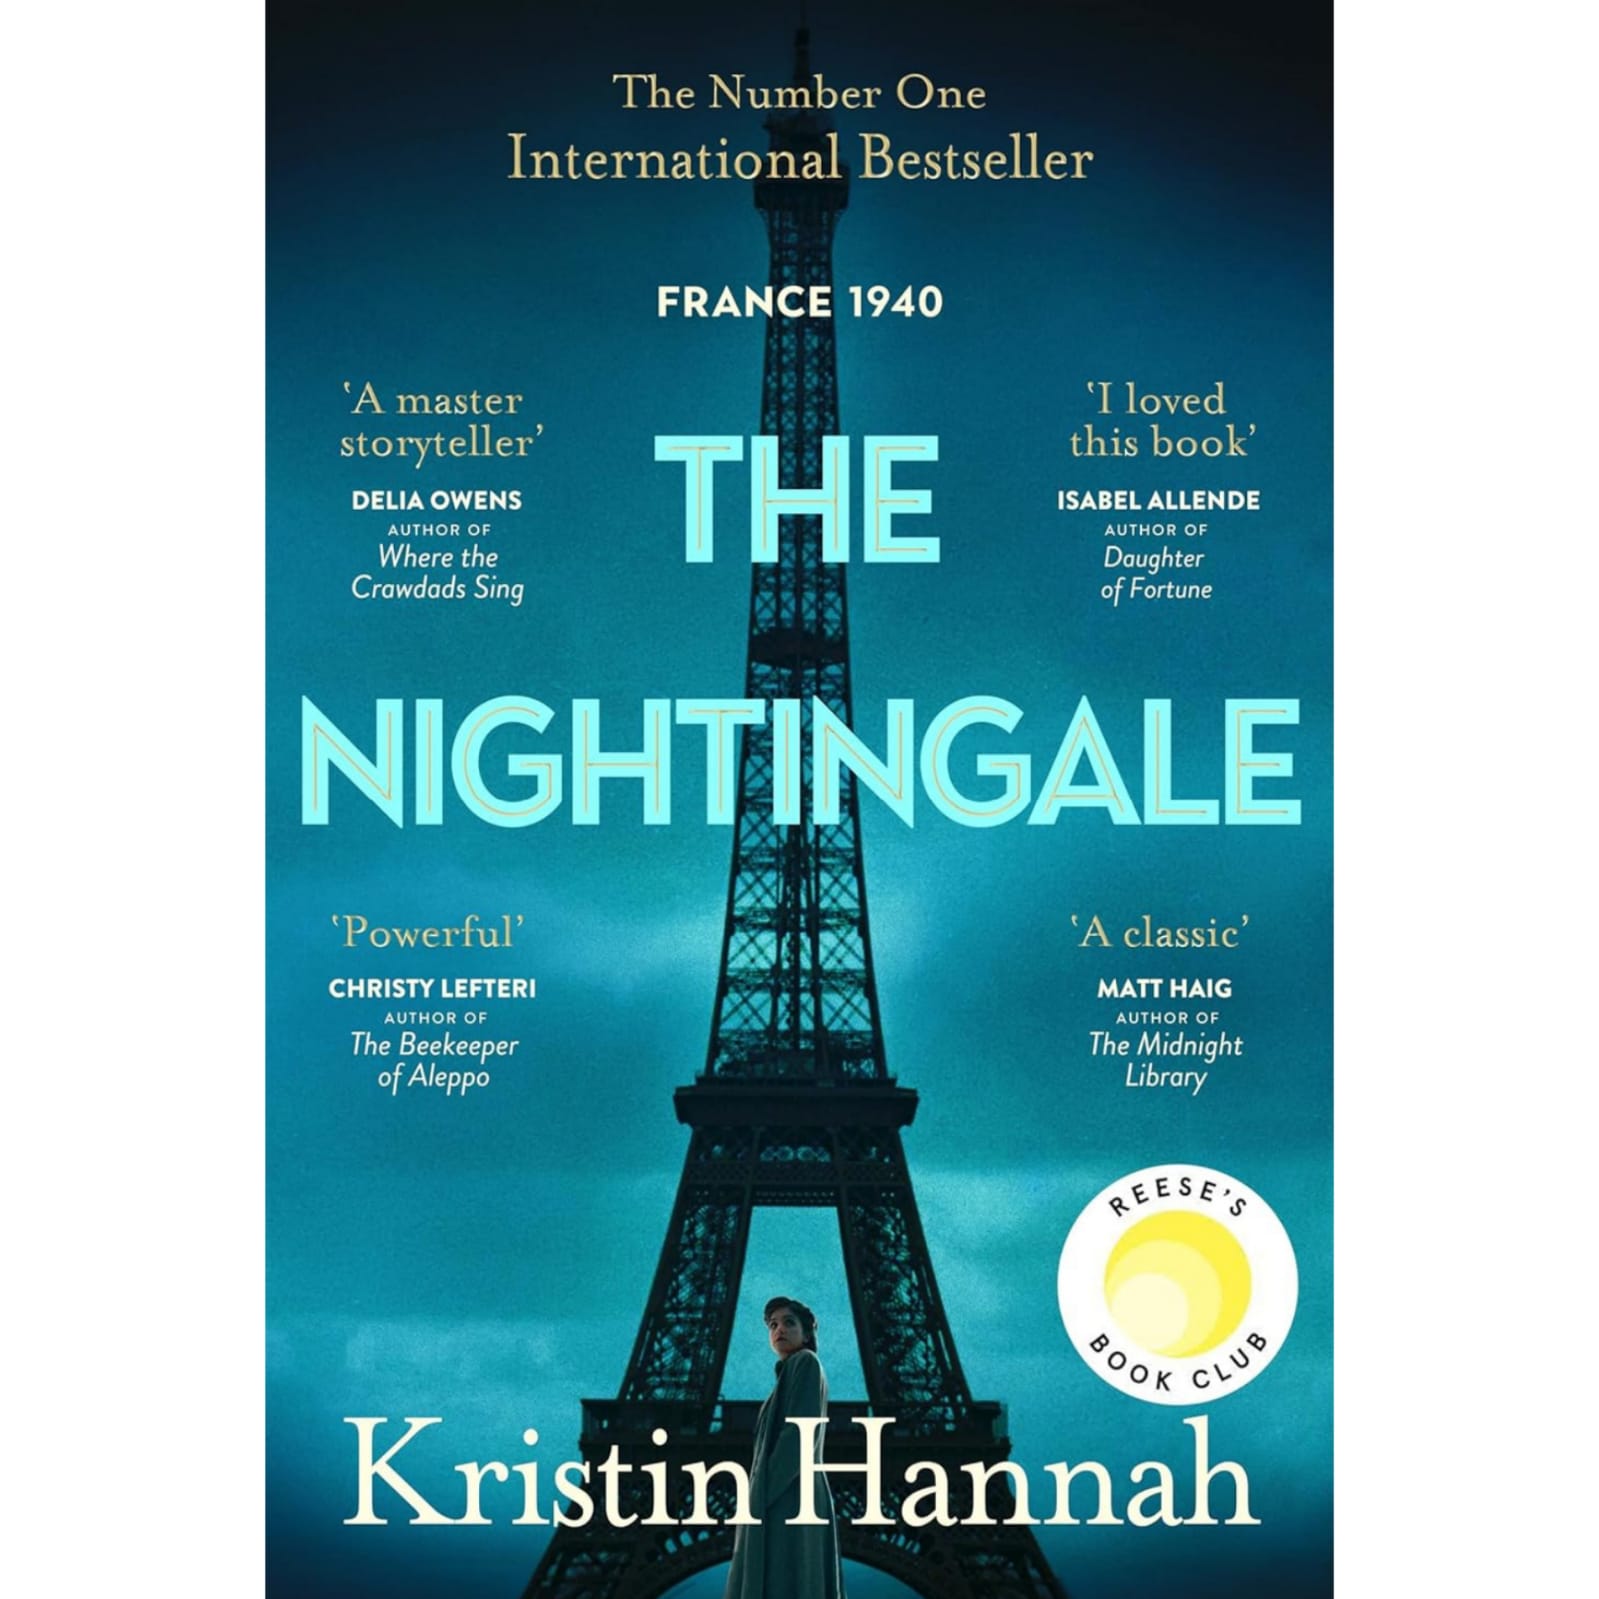 The Number One
International Bestseller
FRANCE 1940
‘A master
storyteller’
DELIA OWENS
AUTHOR OF
Where the
Crawdads Sing
‘I loved
this book’
ISABEL ALLENDE
AUTHOR OF
Daughter
of Fortune
THE
NIGHTINGALE
‘Powerful’
CHRISTY LEFTERI
AUTHOR OF
The Beekeeper
of Aleppo
‘A classic’
MATT HAIG
AUTHOR OF
The Midnight
Library
REESE’S
BOOK CLUB
Kristin Hannah